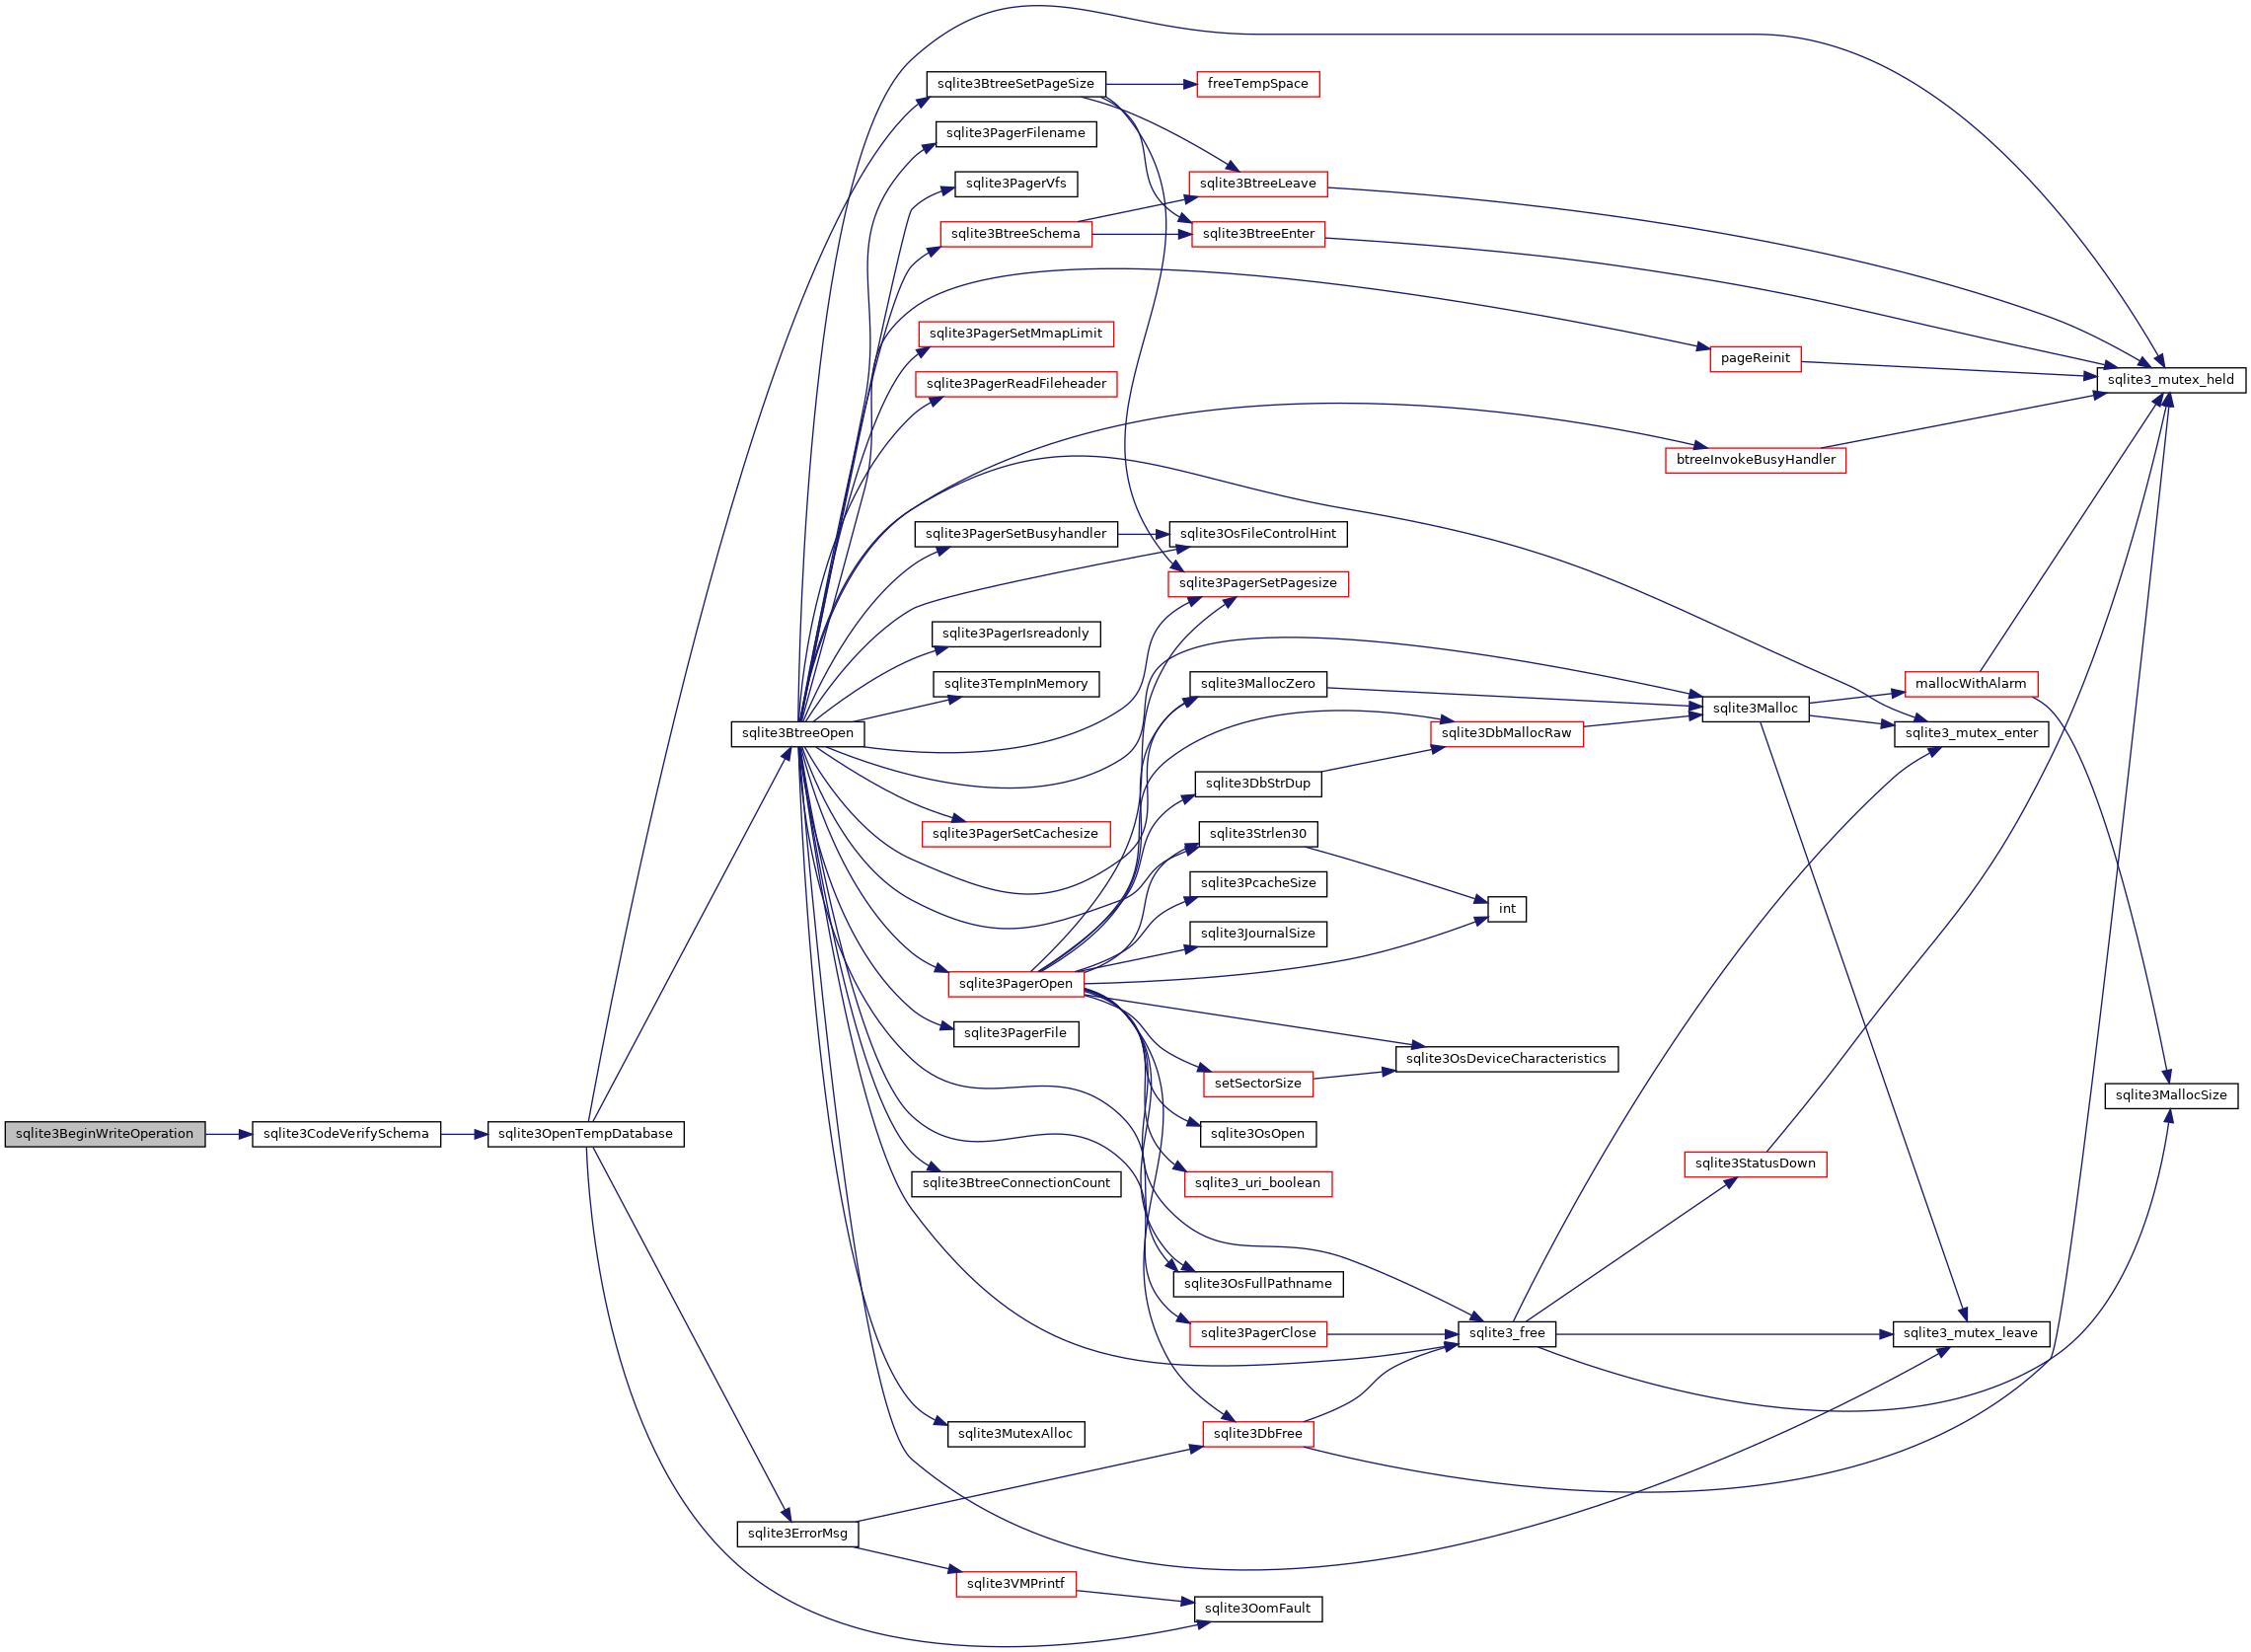 sqlite3BeginWriteOperation
sqlite3CodeVerifySchema
sqlite3OpenTempDatabase
sqlite3BtreeOpen
sqlite3ErrorMsg
sqlite3BtreeSetPageSize
sqlite3PagerFilename
sqlite3PagerVfs
sqlite3BtreeSchema
sqlite3PagerSetMmapLimit
sqlite3PagerReadFileheader
sqlite3PagerSetBusyhandler
sqlite3PagerIsreadonly
sqlite3TempInMemory
sqlite3PagerSetCachesize
sqlite3PagerOpen
sqlite3PagerFile
sqlite3BtreeConnectionCount
sqlite3MutexAlloc
sqlite3VMPrintf
freeTempSpace
sqlite3BtreeLeave
sqlite3BtreeEnter
sqlite3OsFileControlHint
sqlite3PagerSetPagesize
sqlite3MallocZero
sqlite3DbStrDup
sqlite3Strlen30
sqlite3PcacheSize
sqlite3JournalSize
setSectorSize
sqlite3OsOpen
sqlite3_uri_boolean
sqlite3OsFullPathname
sqlite3PagerClose
sqlite3DbFree
sqlite3OomFault
sqlite3DbMallocRaw
int
sqlite3OsDeviceCharacteristics
sqlite3_free
pageReinit
btreeInvokeBusyHandler
sqlite3Malloc
sqlite3StatusDown
mallocWithAlarm
sqlite3_mutex_enter
sqlite3_mutex_leave
sqlite3_mutex_held
sqlite3MallocSize